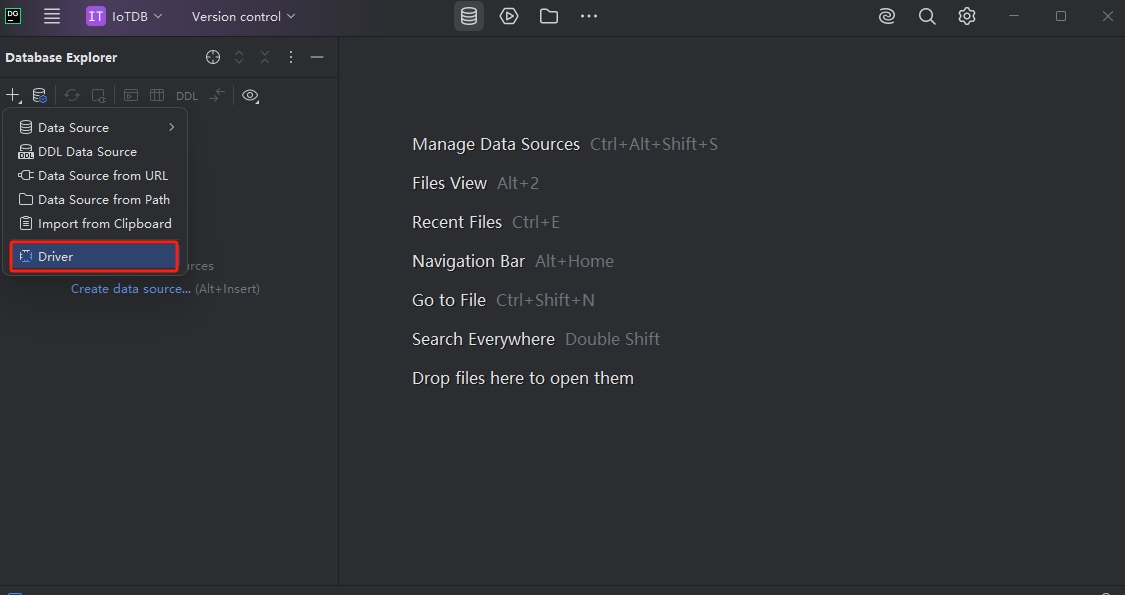 DG
IT IoTDB Version control
Database Explorer
DDL
Data Source
DDL Data Source
Data Source from URL
Data Source from Path
Import from Clipboard
Driver
Create data source... (Alt+Insert)
Manage Data Sources Ctrl+Alt+Shift+S
Files View Alt+2
Recent Files Ctrl+E
Navigation Bar Alt+Home
Go to File Ctrl+Shift+N
Search Everywhere Double Shift
Drop files here to open them